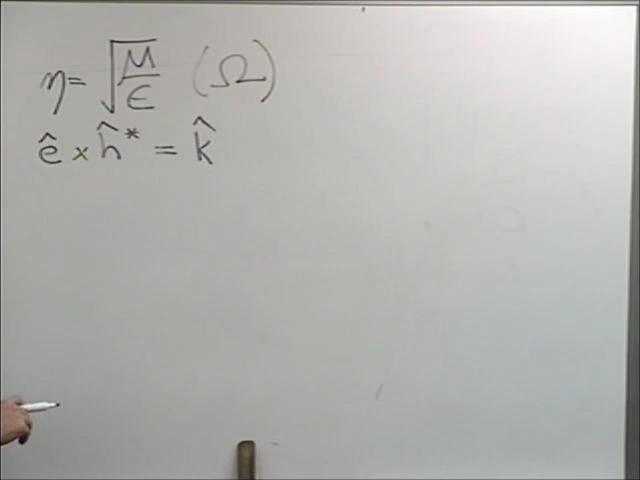 η = √(μ/ε) (Ω)
ê × ĥ* = k̂